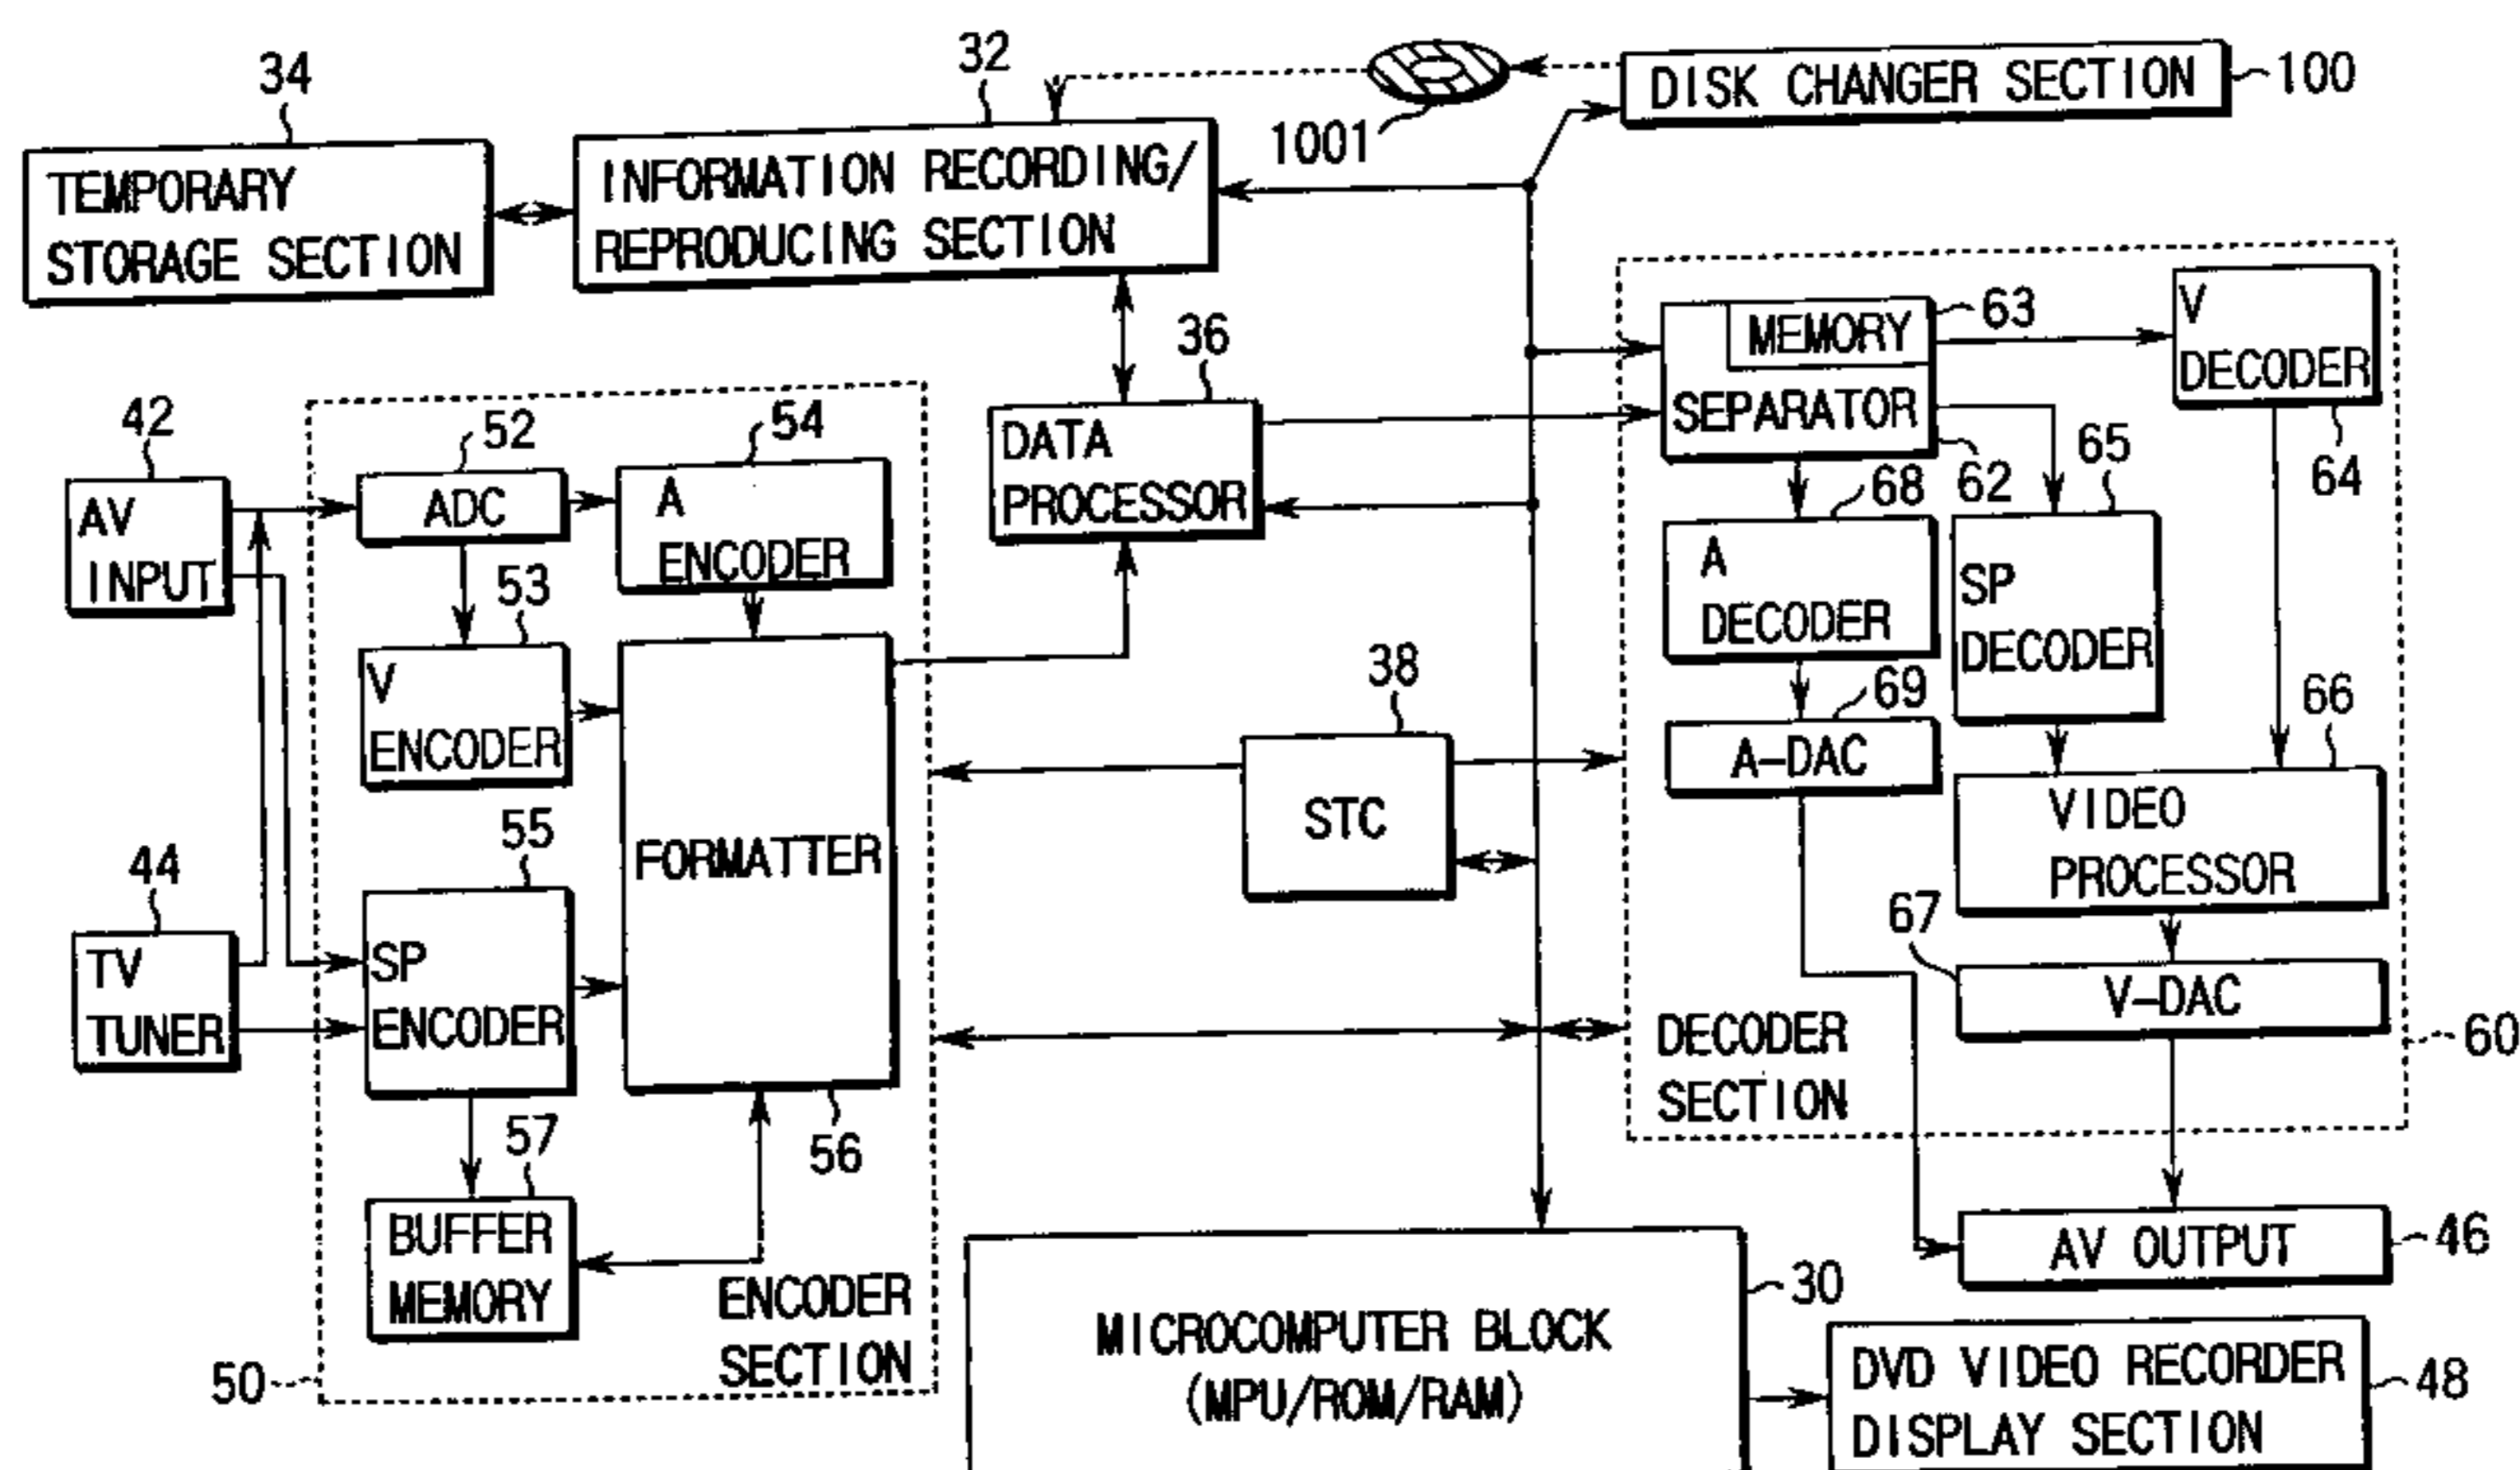 34
32
1001
DISK CHANGER SECTION
100
TEMPORARY
STORAGE SECTION
INFORMATION RECORDING/
REPRODUCING SECTION
36
DATA
PROCESSOR
42
AV
INPUT
44
TV
TUNER
52
ADC
54
A
ENCODER
53
V
ENCODER
55
SP
ENCODER
FORMATTER
56
57
BUFFER
MEMORY
ENCODER
SECTION
50
38
STC
63
MEMORY
SEPARATOR
62
V
DECODER
64
65
SP
DECODER
68
A
DECODER
69
A-DAC
66
VIDEO
PROCESSOR
67
V-DAC
DECODER
SECTION
60
AV OUTPUT
46
MICROCOMPUTER BLOCK
(MPU/ROM/RAM)
30
DVD VIDEO RECORDER
DISPLAY SECTION
48